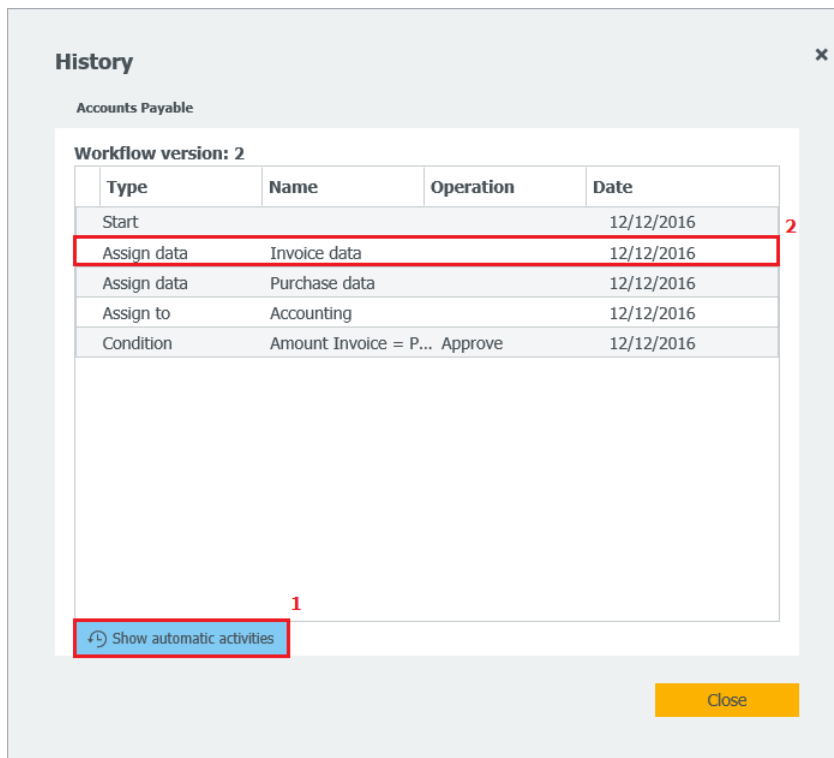 History
Accounts Payable
Workflow version: 2
Type Name Operation Date
Start 12/12/2016
2
Assign data Invoice data 12/12/2016
Assign data Purchase data 12/12/2016
Assign to Accounting 12/12/2016
Condition Amount Invoice = P... Approve 12/12/2016
1
Show automatic activities
Close